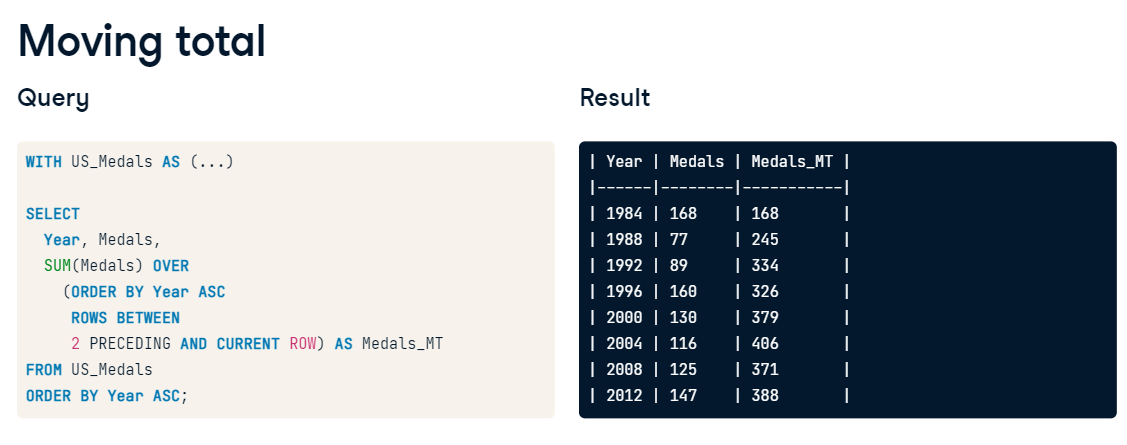 Moving total
Query
WITH US_Medals AS (...)
SELECT
Year, Medals,
SUM(Medals) OVER
(ORDER BY Year ASC
ROWS BETWEEN
2 PRECEDING AND CURRENT ROW) AS Medals_MT
FROM US_Medals
ORDER BY Year ASC;
Result
| Year | Medals | Medals_MT |
|------|--------|-----------|
| 1984 | 168 | 168 |
| 1988 | 77 | 245 |
| 1992 | 89 | 334 |
| 1996 | 160 | 326 |
| 2000 | 130 | 379 |
| 2004 | 116 | 406 |
| 2008 | 125 | 371 |
| 2012 | 147 | 388 |